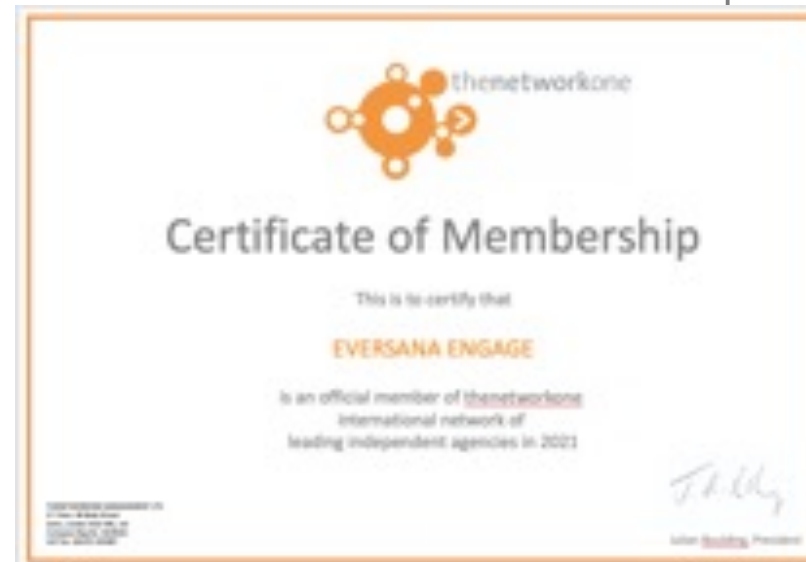 thenetworkone
Certificate of Membership
This is to certify that
EVERSANA ENGAGE
is an official member of thenetworkone
international network of
leading independent agencies in 2021
Julian Boulding, President